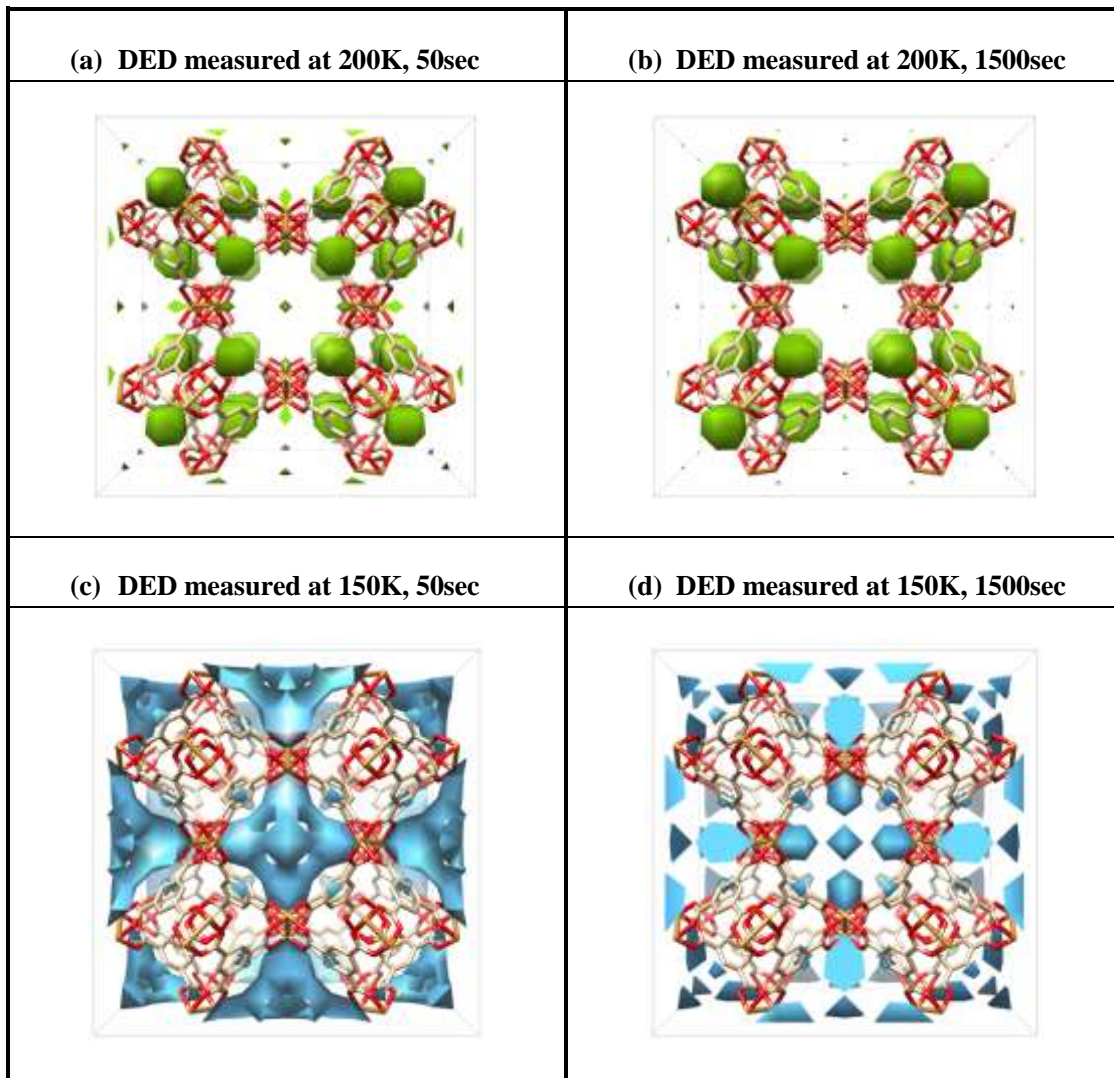 (a) DED measured at 200K, 50sec
(b) DED measured at 200K, 1500sec
(c) DED measured at 150K, 50sec
(d) DED measured at 150K, 1500sec